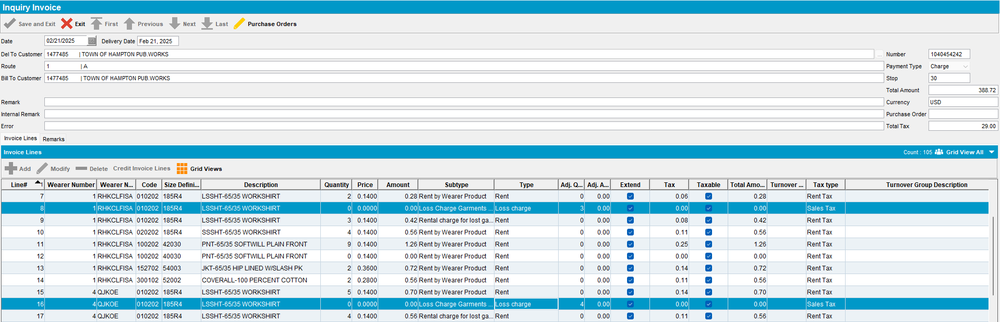 Inquiry Invoice
Save and Exit Exit First Previous Next Last Purchase Orders
Date 02/21/2025 16 Delivery Date Feb 21, 2025
Del To Customer 1477485 | TOWN OF HAMPTON PUB.WORKS ... Number 1040454242
Route 1 | A Payment Type Charge
Bill To Customer 1477485 | TOWN OF HAMPTON PUB.WORKS Stop 30
Total Amount 388.72
Remark Currency USD
Internal Remark Purchase Order
Error Total Tax 29.00
Invoice Lines Remarks
Invoice Lines Count : 105 Grid View All
Add Modify Delete Credit Invoice Lines Grid Views
Line# 1 Wearer Number Wearer N... Code Size Defini... Description Quantity Price Amount Subtype Type Adj. Q... Adj. A... Extend Tax Taxable Total Amo... Turnover ... Tax type Turnover Group Description
7 1 RHKCLFISA 010202 185R4 LSSHT-65/35 WORKSHIRT 2 0.1400 0.28 Rent by Wearer Product Rent 0 0.00 0.06 0.28 Rent Tax
8 1 RHKCLFISA 010202 185R4 LSSHT-65/35 WORKSHIRT 0 0.0000 0.00 Loss Charge Garments ... Loss charge 3 0.00 0.00 0.00 Sales Tax
9 1 RHKCLFISA 010202 185R4 LSSHT-65/35 WORKSHIRT 3 0.1400 0.42 Rental charge for lost ga... Rent 0 0.00 0.08 0.42 Rent Tax
10 1 RHKCLFISA 020202 185R4 SSSHT-65/35 WORKSHIRT 4 0.1400 0.56 Rent by Wearer Product Rent 0 0.00 0.11 0.56 Rent Tax
11 1 RHKCLFISA 100202 42030 PNT-65/35 SOFTWILL PLAIN FRONT 9 0.1400 1.26 Rent by Wearer Product Rent 0 0.00 0.25 1.26 Rent Tax
12 1 RHKCLFISA 100202 40030 PNT-65/35 SOFTWILL PLAIN FRONT 0 0.1400 0.00 Rent by Wearer Product Rent 0 0.00 0.00 0.00 Rent Tax
13 1 RHKCLFISA 152702 54003 JKT-65/35 HIP LINED W/SLASH PK 2 0.3600 0.72 Rent by Wearer Product Rent 0 0.00 0.14 0.72 Rent Tax
14 1 RHKCLFISA 300102 52002 COVERALL-100 PERCENT COTTON 2 0.2800 0.56 Rent by Wearer Product Rent 0 0.00 0.11 0.56 Rent Tax
15 4 QJKOE 010202 185R4 LSSHT-65/35 WORKSHIRT 5 0.1400 0.70 Rent by Wearer Product Rent 0 0.00 0.14 0.70 Rent Tax
16 4 QJKOE 010202 185R4 LSSHT-65/35 WORKSHIRT 0 0.0000 0.00 Loss Charge Garments ... Loss charge 4 0.00 0.00 0.00 Sales Tax
17 4 QJKOE 010202 185R4 LSSHT-65/35 WORKSHIRT 4 0.1400 0.56 Rental charge for lost ga... Rent 0 0.00 0.11 0.56 Rent Tax